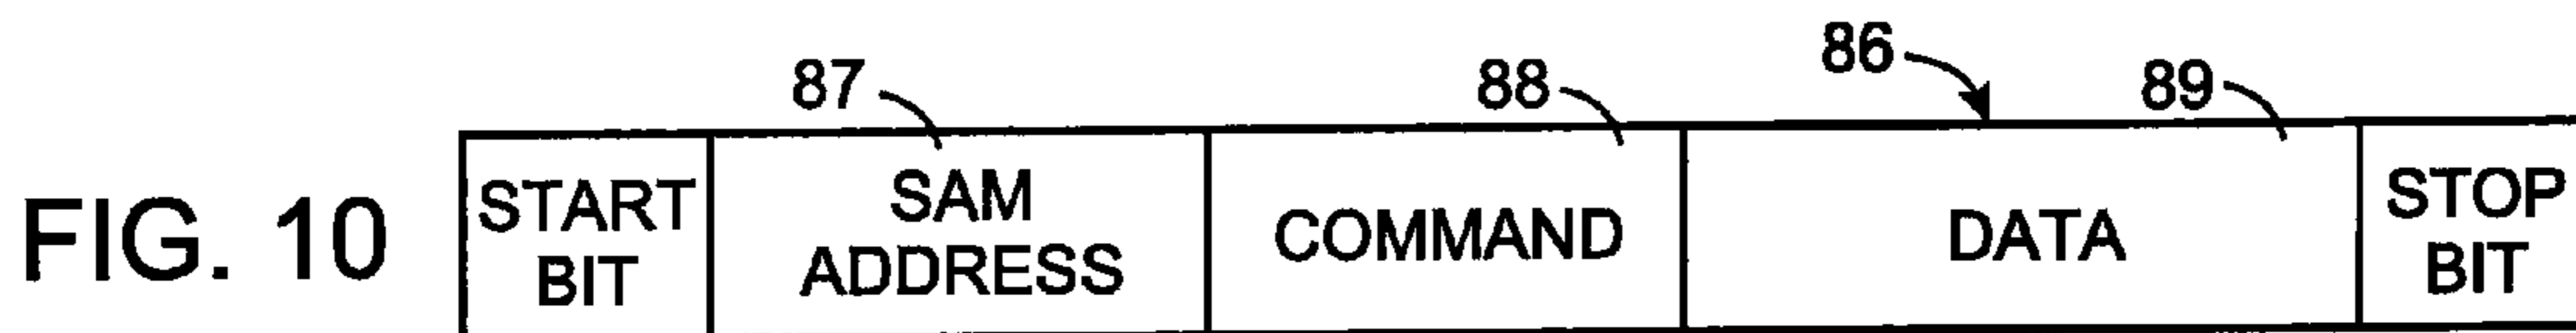 86
87
88
89
FIG. 10
START
BIT
SAM
ADDRESS
COMMAND
DATA
STOP
BIT